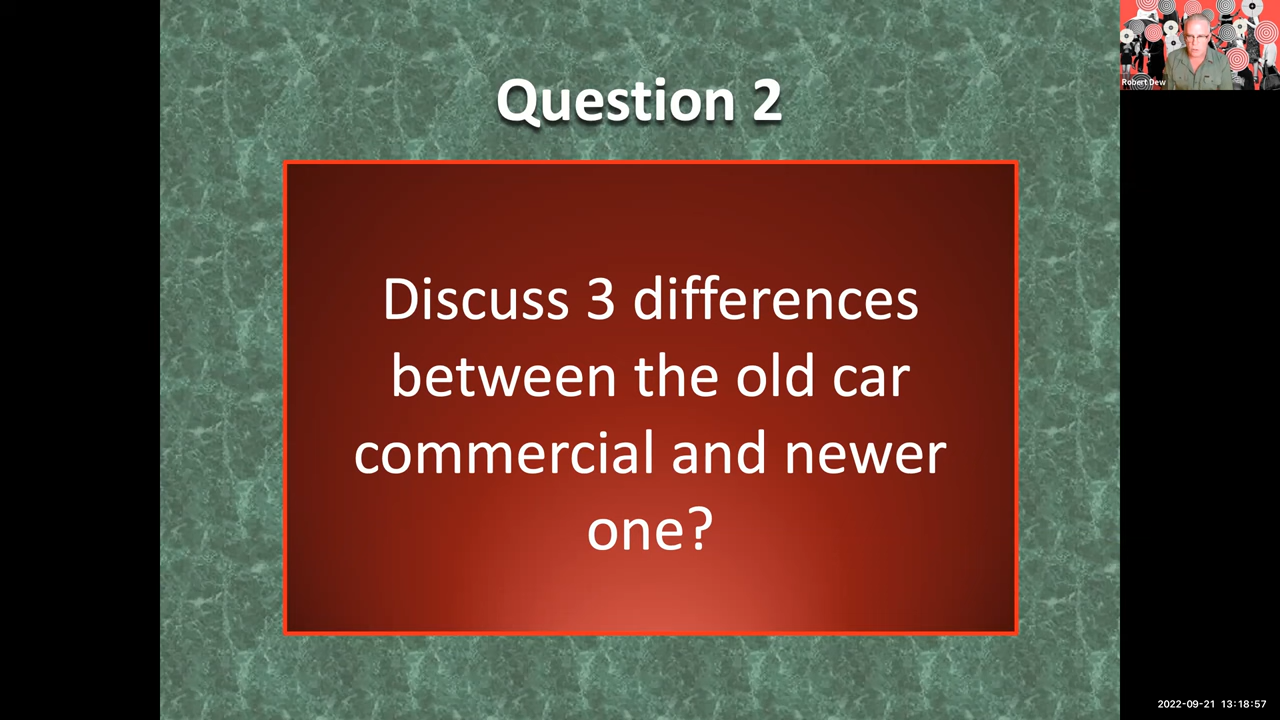 Question 2
Discuss 3 differences
between the old car
commercial and newer
one?
Robert Dew
2022-09-21 13:18:57